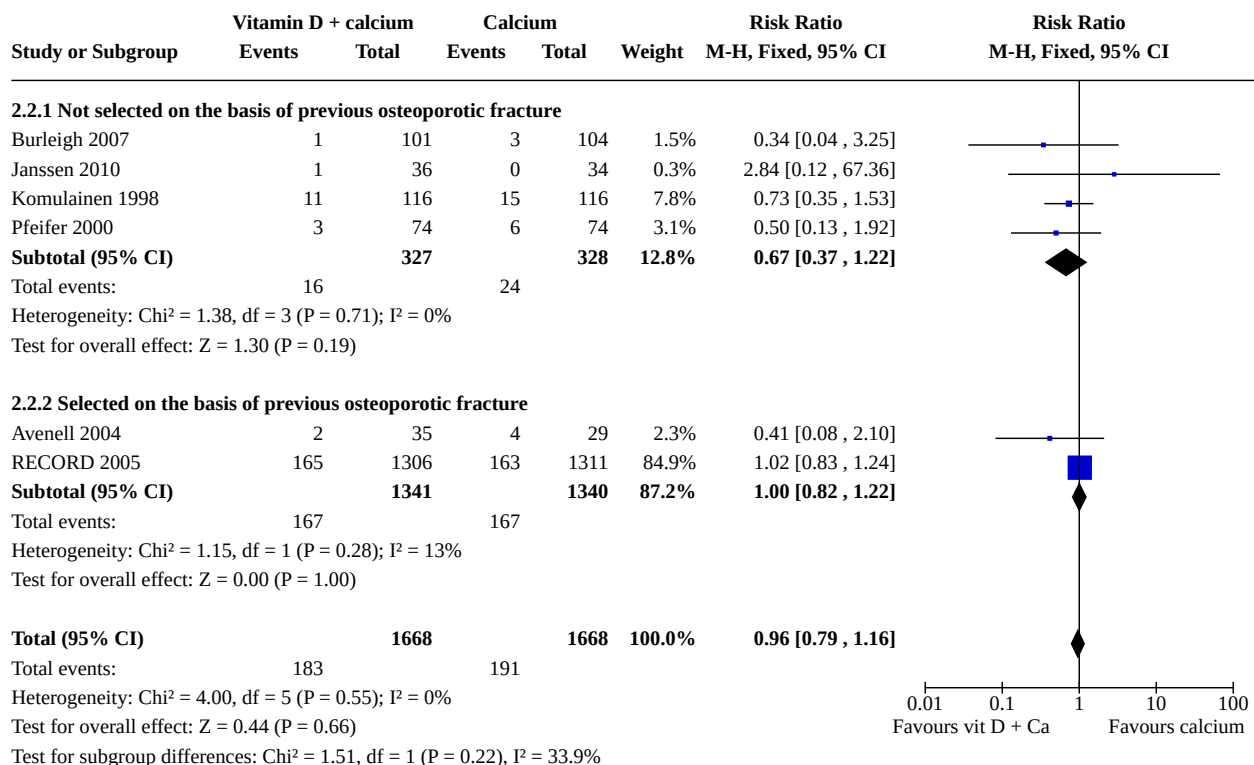 Vitamin D + calcium Calcium Risk Ratio Risk Ratio
Study or Subgroup Events Total Events Total Weight M-H, Fixed, 95% CI M-H, Fixed, 95% CI
2.2.1 Not selected on the basis of previous osteoporotic fracture
Burleigh 2007 1 101 3 104 1.5% 0.34 [0.04 , 3.25]
Janssen 2010 1 36 0 34 0.3% 2.84 [0.12 , 67.36]
Komulainen 1998 11 116 15 116 7.8% 0.73 [0.35 , 1.53]
Pfeifer 2000 3 74 6 74 3.1% 0.50 [0.13 , 1.92]
Subtotal (95% CI) 327 328 12.8% 0.67 [0.37 , 1.22]
Total events: 16 24
Heterogeneity: Chi² = 1.38, df = 3 (P = 0.71); I² = 0%
Test for overall effect: Z = 1.30 (P = 0.19)
2.2.2 Selected on the basis of previous osteoporotic fracture
Avenell 2004 2 35 4 29 2.3% 0.41 [0.08 , 2.10]
RECORD 2005 165 1306 163 1311 84.9% 1.02 [0.83 , 1.24]
Subtotal (95% CI) 1341 1340 87.2% 1.00 [0.82 , 1.22]
Total events: 167 167
Heterogeneity: Chi² = 1.15, df = 1 (P = 0.28); I² = 13%
Test for overall effect: Z = 0.00 (P = 1.00)
Total (95% CI) 1668 1668 100.0% 0.96 [0.79 , 1.16]
Total events: 183 191
Heterogeneity: Chi² = 4.00, df = 5 (P = 0.55); I² = 0%
0.01 0.1 1 10 100
Test for overall effect: Z = 0.44 (P = 0.66)
Favours vit D + Ca Favours calcium
Test for subgroup differences: Chi² = 1.51, df = 1 (P = 0.22), I² = 33.9%